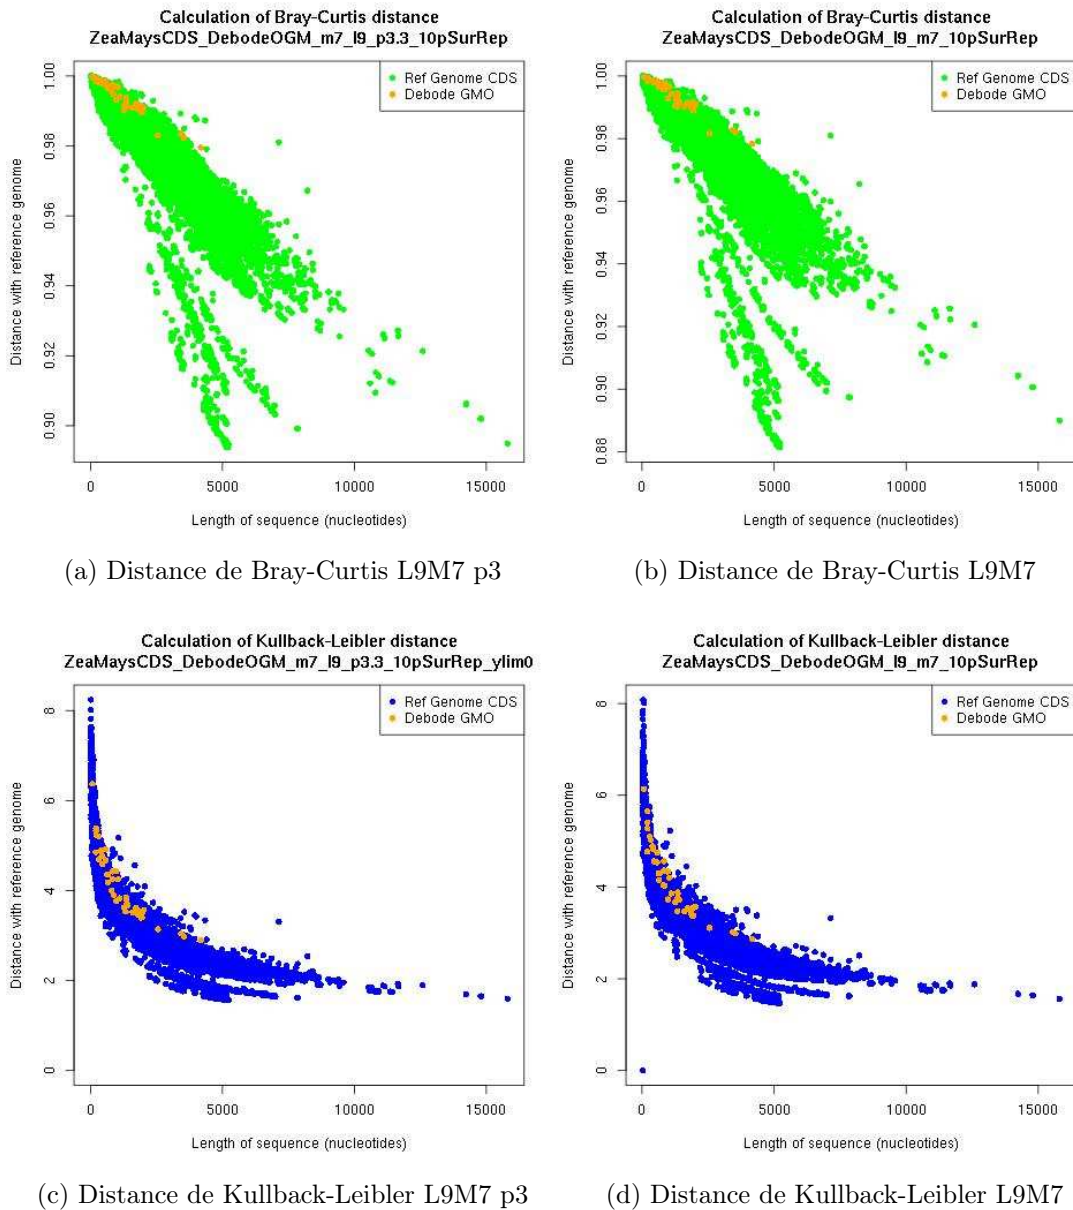 Calculation of Bray-Curtis distance
ZeaMaysCDS_DebodeOGM_m7_l9_p3.3_10pSurRep
Ref Genome CDS
Debode GMO
1.00
0.98
0.96
0.94
0.92
0.90
Distance with reference genome
0 5000 10000 15000
Length of sequence (nucleotides)
(a) Distance de Bray-Curtis L9M7 p3
Calculation of Bray-Curtis distance
ZeaMaysCDS_DebodeOGM_l9_m7_10pSurRep
Ref Genome CDS
Debode GMO
1.00
0.98
0.96
0.94
0.92
0.90
0.88
Distance with reference genome
0 5000 10000 15000
Length of sequence (nucleotides)
(b) Distance de Bray-Curtis L9M7
Calculation of Kullback-Leibler distance
ZeaMaysCDS_DebodeOGM_m7_l9_p3.3_10pSurRep_ylim0
Ref Genome CDS
Debode GMO
8
6
4
2
0
Distance with reference genome
0 5000 10000 15000
Length of sequence (nucleotides)
(c) Distance de Kullback-Leibler L9M7 p3
Calculation of Kullback-Leibler distance
ZeaMaysCDS_DebodeOGM_l9_m7_10pSurRep
Ref Genome CDS
Debode GMO
8
6
4
2
0
Distance with reference genome
0 5000 10000 15000
Length of sequence (nucleotides)
(d) Distance de Kullback-Leibler L9M7